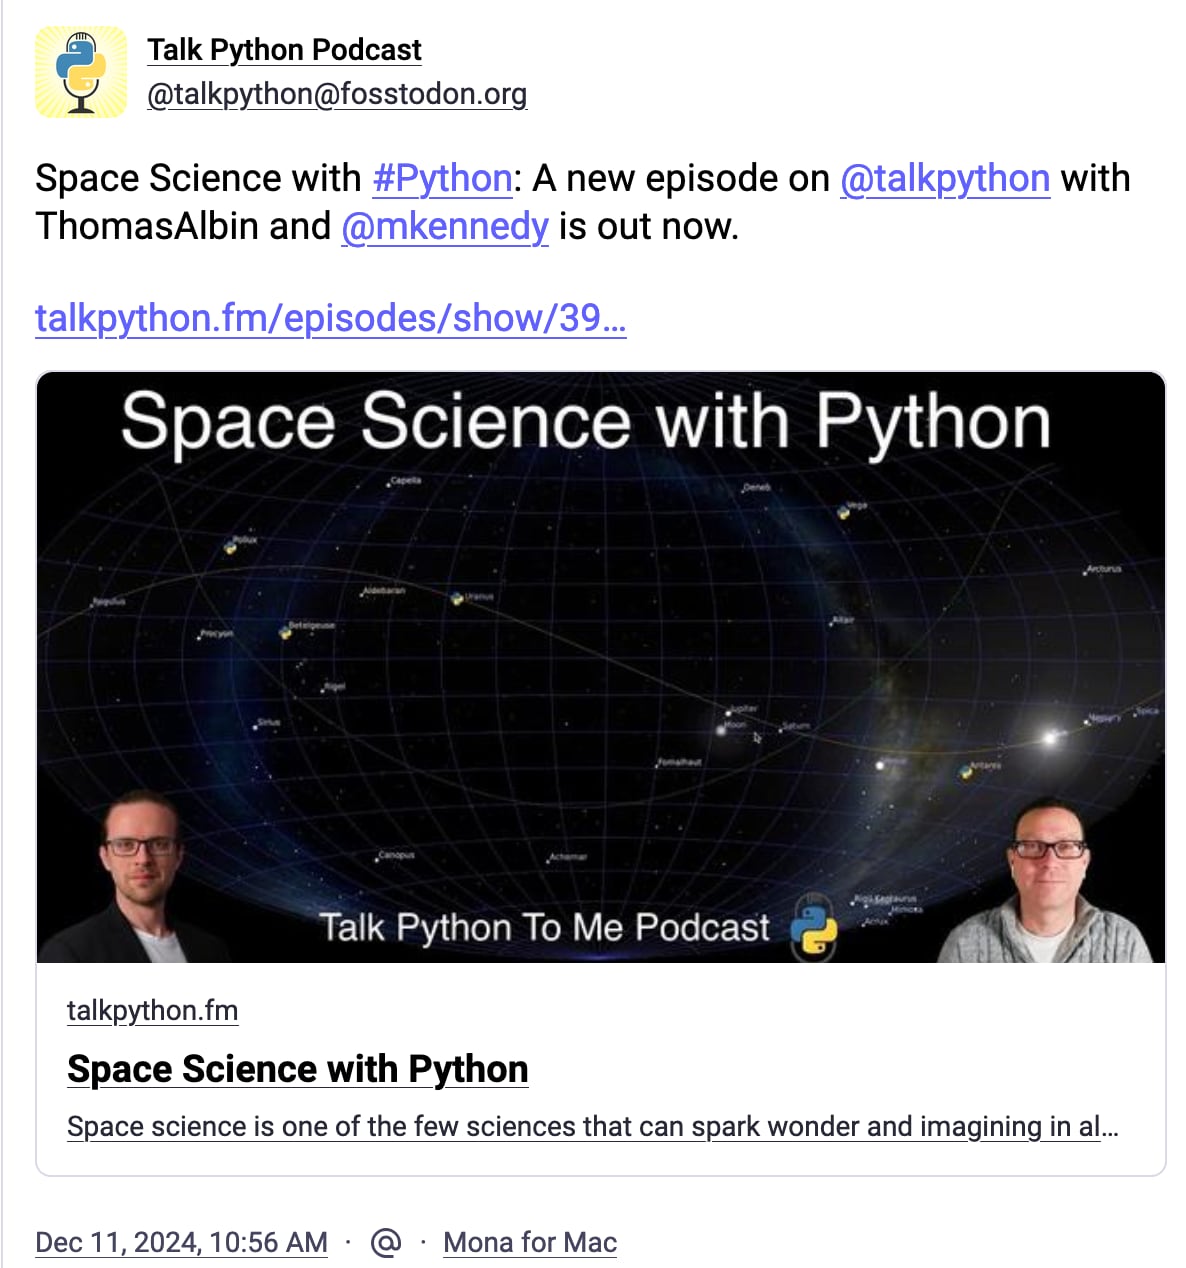 Talk Python Podcast
@talkpython@fosstodon.org
Space Science with #Python: A new episode on @talkpython with
ThomasAlbin and @mkennedy is out now.
talkpython.fm/episodes/show/39...
Space Science with Python
Capella
Deneb
Vega
Pollux
Arcturus
Aldebaran
Uranus
Regulus
Altair
Betelgeuse
Procyon
Rigel
Jupiter
Spica
Sirius
Moon
Saturn
Mercury
Fomalhaut
Antares
Canopus
Achernar
Rigil Kentaurus
Mimosa
Acrux
Talk Python To Me Podcast
talkpython.fm
Space Science with Python
Space science is one of the few sciences that can spark wonder and imagining in al...
Dec 11, 2024, 10:56 AM · @ · Mona for Mac